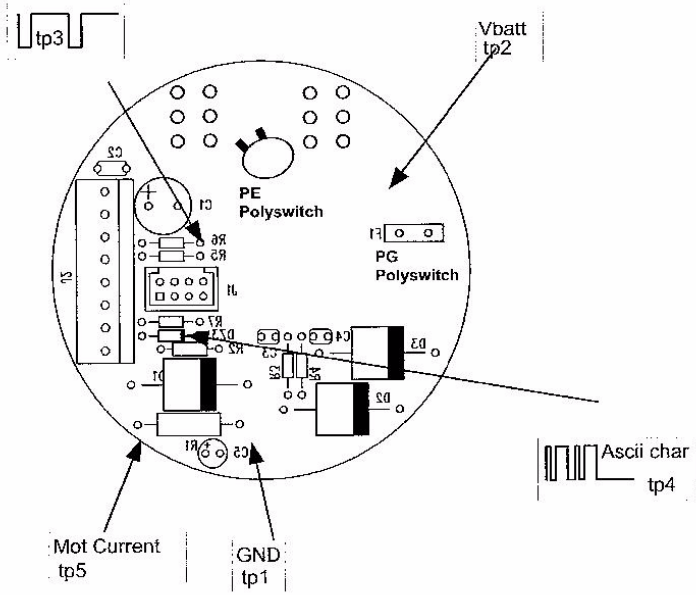 tp3
Vbatt
tp2
C2
PE
Polyswitch
C1
R6
F1
R5
PG
Polyswitch
J2
J1
R7
DZ3
C4
R2
C3
D3
R3
R4
D1
D2
R1
C5
Ascii char
tp4
Mot Current
tp5
GND
tp1